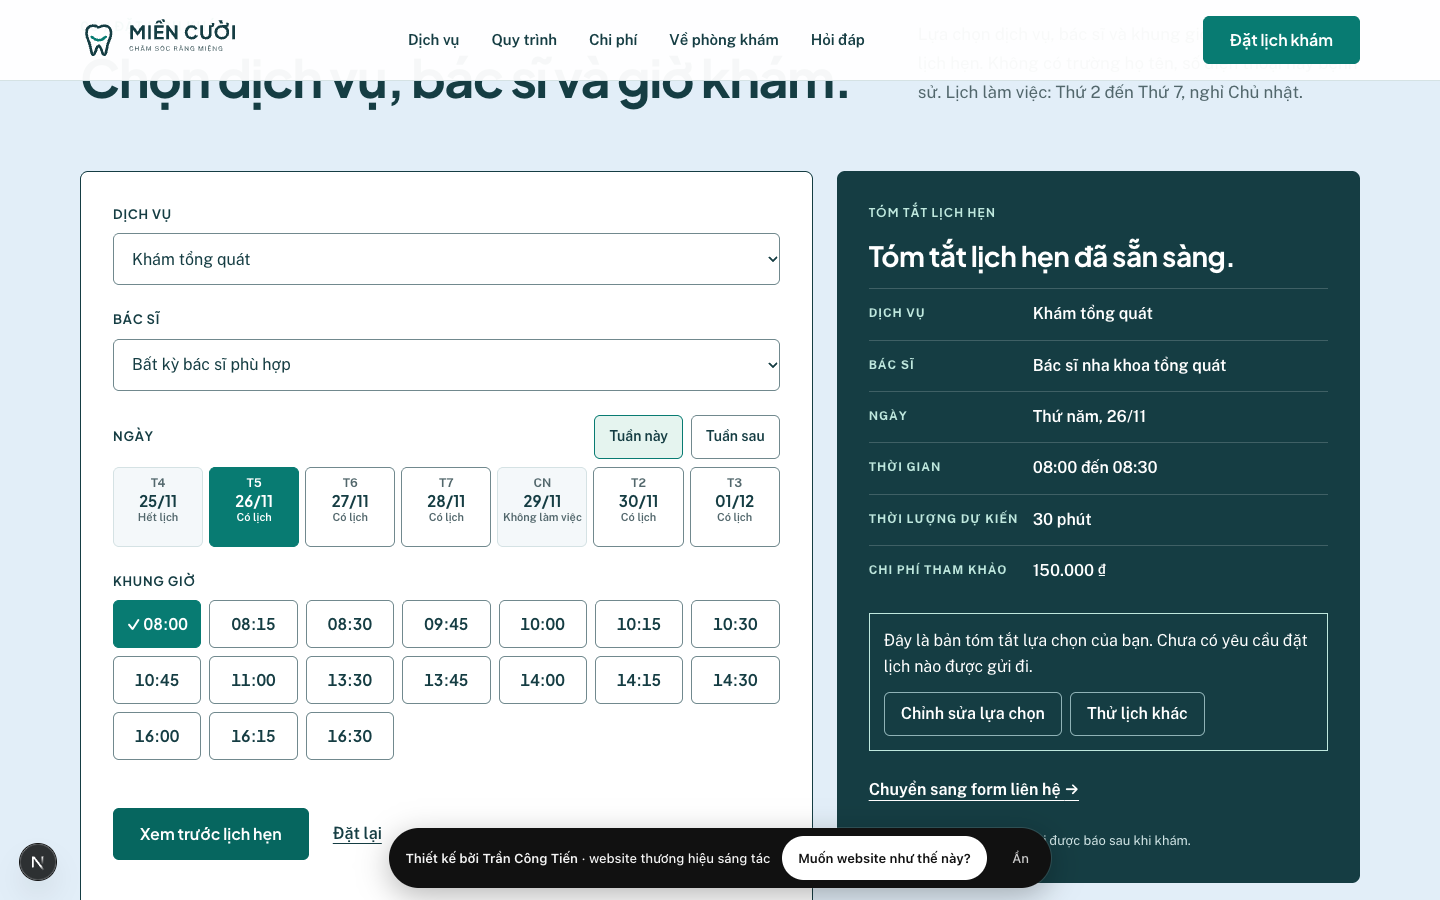 MIỀN CƯỜI
CHĂM SÓC RĂNG MIỆNG
Dịch vụ
Quy trình
Chi phí
Về phòng khám
Hỏi đáp
Đặt lịch khám
Chọn dịch vụ, bác sĩ và giờ khám.
sử. Lịch làm việc: Thứ 2 đến Thứ 7, nghỉ Chủ nhật.
DỊCH VỤ
Khám tổng quát
BÁC SĨ
Bất kỳ bác sĩ phù hợp
NGÀY
Tuần này
Tuần sau
T4
25/11
Hết lịch
T5
26/11
Có lịch
T6
27/11
Có lịch
T7
28/11
Có lịch
CN
29/11
Không làm việc
T2
30/11
Có lịch
T3
01/12
Có lịch
KHUNG GIỜ
08:00 08:15 08:30 09:45 10:00 10:15 10:30
10:45 11:00 13:30 13:45 14:00 14:15 14:30
16:00 16:15 16:30
Xem trước lịch hẹn
Đặt lại
TÓM TẮT LỊCH HẸN
Tóm tắt lịch hẹn đã sẵn sàng.
DỊCH VỤ Khám tổng quát
BÁC SĨ Bác sĩ nha khoa tổng quát
NGÀY Thứ năm, 26/11
THỜI GIAN 08:00 đến 08:30
THỜI LƯỢNG DỰ KIẾN 30 phút
CHI PHÍ THAM KHẢO 150.000 ₫
Đây là bản tóm tắt lựa chọn của bạn. Chưa có yêu cầu đặt
lịch nào được gửi đi.
Chỉnh sửa lựa chọn
Thử lịch khác
Chuyển sang form liên hệ →
được báo sau khi khám.
Thiết kế bởi Trần Công Tiến · website thương hiệu sáng tác
Muốn website như thế này?
Ẩn
N